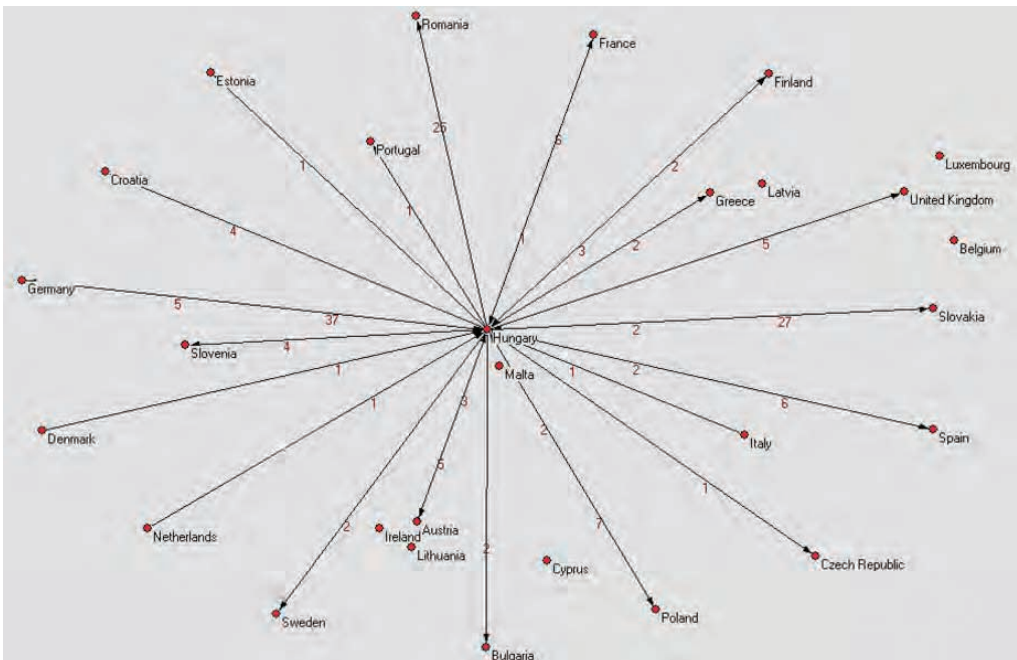 Romania
France
Estonia
Finland
26
6
Portugal
Luxembourg
1
2
Croatia
Latvia
Greece
United Kingdom
1
4
1
3
2
5
Belgium
Germany
5
37
2
27
Slovakia
Hungary
Slovenia
4
Malta
1
1
2
1
3
2
6
Denmark
Spain
Italy
5
1
2
7
Netherlands
Ireland
Austria
Lithuania
2
Cyprus
Czech Republic
Sweden
Poland
Bulgaria